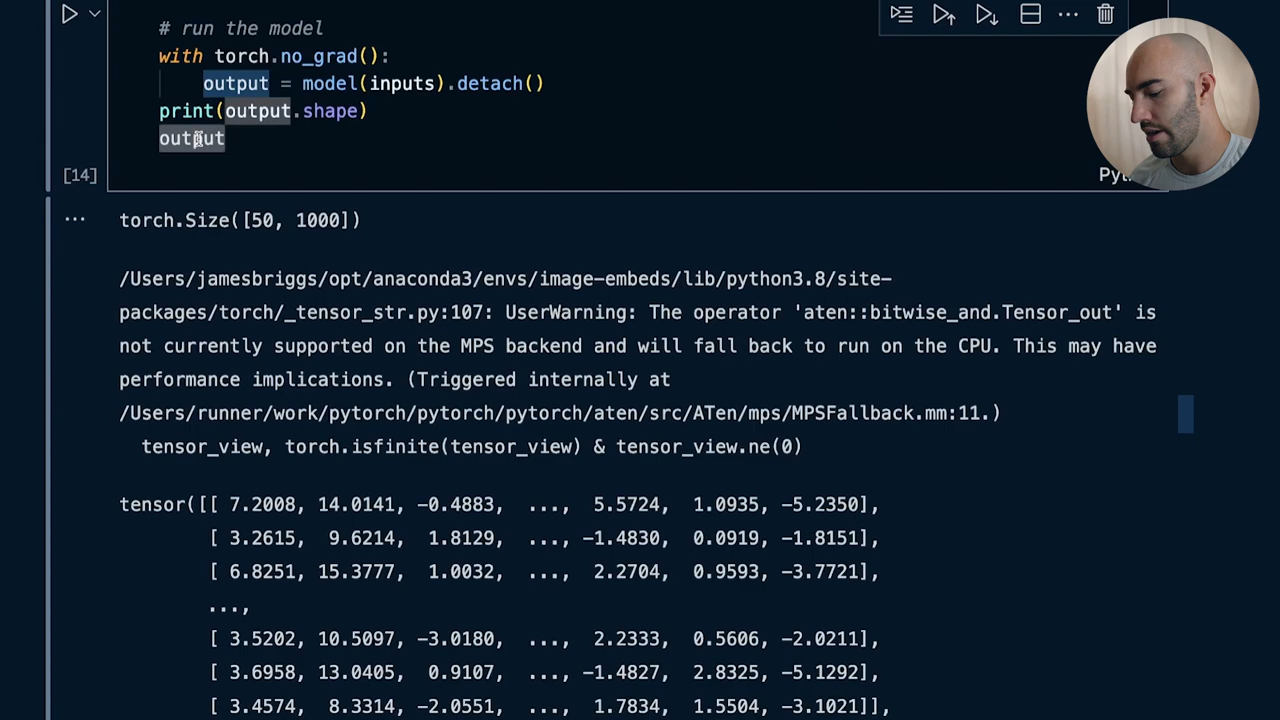 # run the model
with torch.no_grad():
output = model(inputs).detach()
print(output.shape)
output
[14]
...
torch.Size([50, 1000])
/Users/jamesbriggs/opt/anaconda3/envs/image-embeds/lib/python3.8/site-
packages/torch/_tensor_str.py:107: UserWarning: The operator 'aten::bitwise_and.Tensor_out' is
not currently supported on the MPS backend and will fall back to run on the CPU. This may have
performance implications. (Triggered internally at
/Users/runner/work/pytorch/pytorch/pytorch/aten/src/ATen/mps/MPSFallback.mm:11.)
tensor_view, torch.isfinite(tensor_view) & tensor_view.ne(0)
tensor([[ 7.2008, 14.0141, -0.4883, ..., 5.5724, 1.0935, -5.2350],
[ 3.2615, 9.6214, 1.8129, ..., -1.4830, 0.0919, -1.8151],
[ 6.8251, 15.3777, 1.0032, ..., 2.2704, 0.9593, -3.7721],
...,
[ 3.5202, 10.5097, -3.0180, ..., 2.2333, 0.5606, -2.0211],
[ 3.6958, 13.0405, 0.9107, ..., -1.4827, 2.8325, -5.1292],
[ 3.4574, 8.3314, -2.0551, ..., 1.7834, 1.5504, -3.1021]],